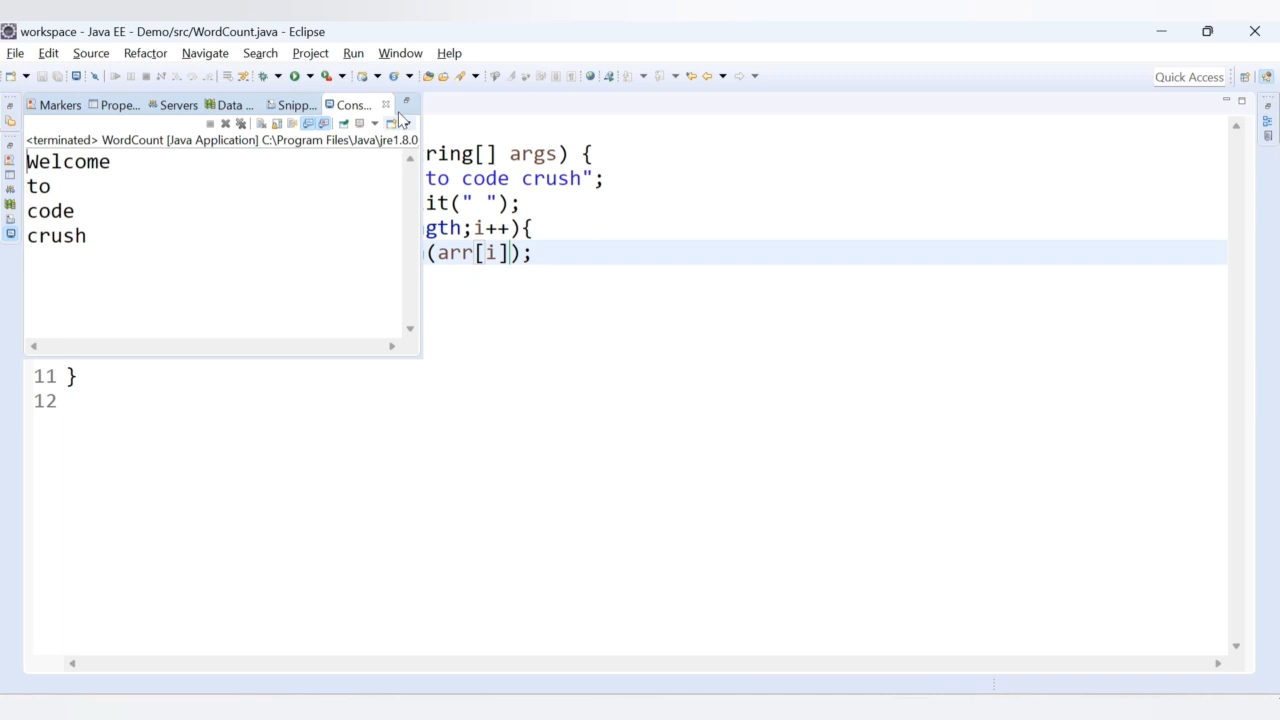 workspace - Java EE - Demo/src/WordCount.java - Eclipse
File Edit Source Refactor Navigate Search Project Run Window Help
Quick Access
Markers Prope... Servers Data ... Snipp... Cons...
<terminated> WordCount [Java Application] C:\Program Files\Java\jre1.8.0
Welcome
to
code
crush
ring[] args) {
to code crush";
it(" ");
gth;i++){
(arr[i]);
11 }
12